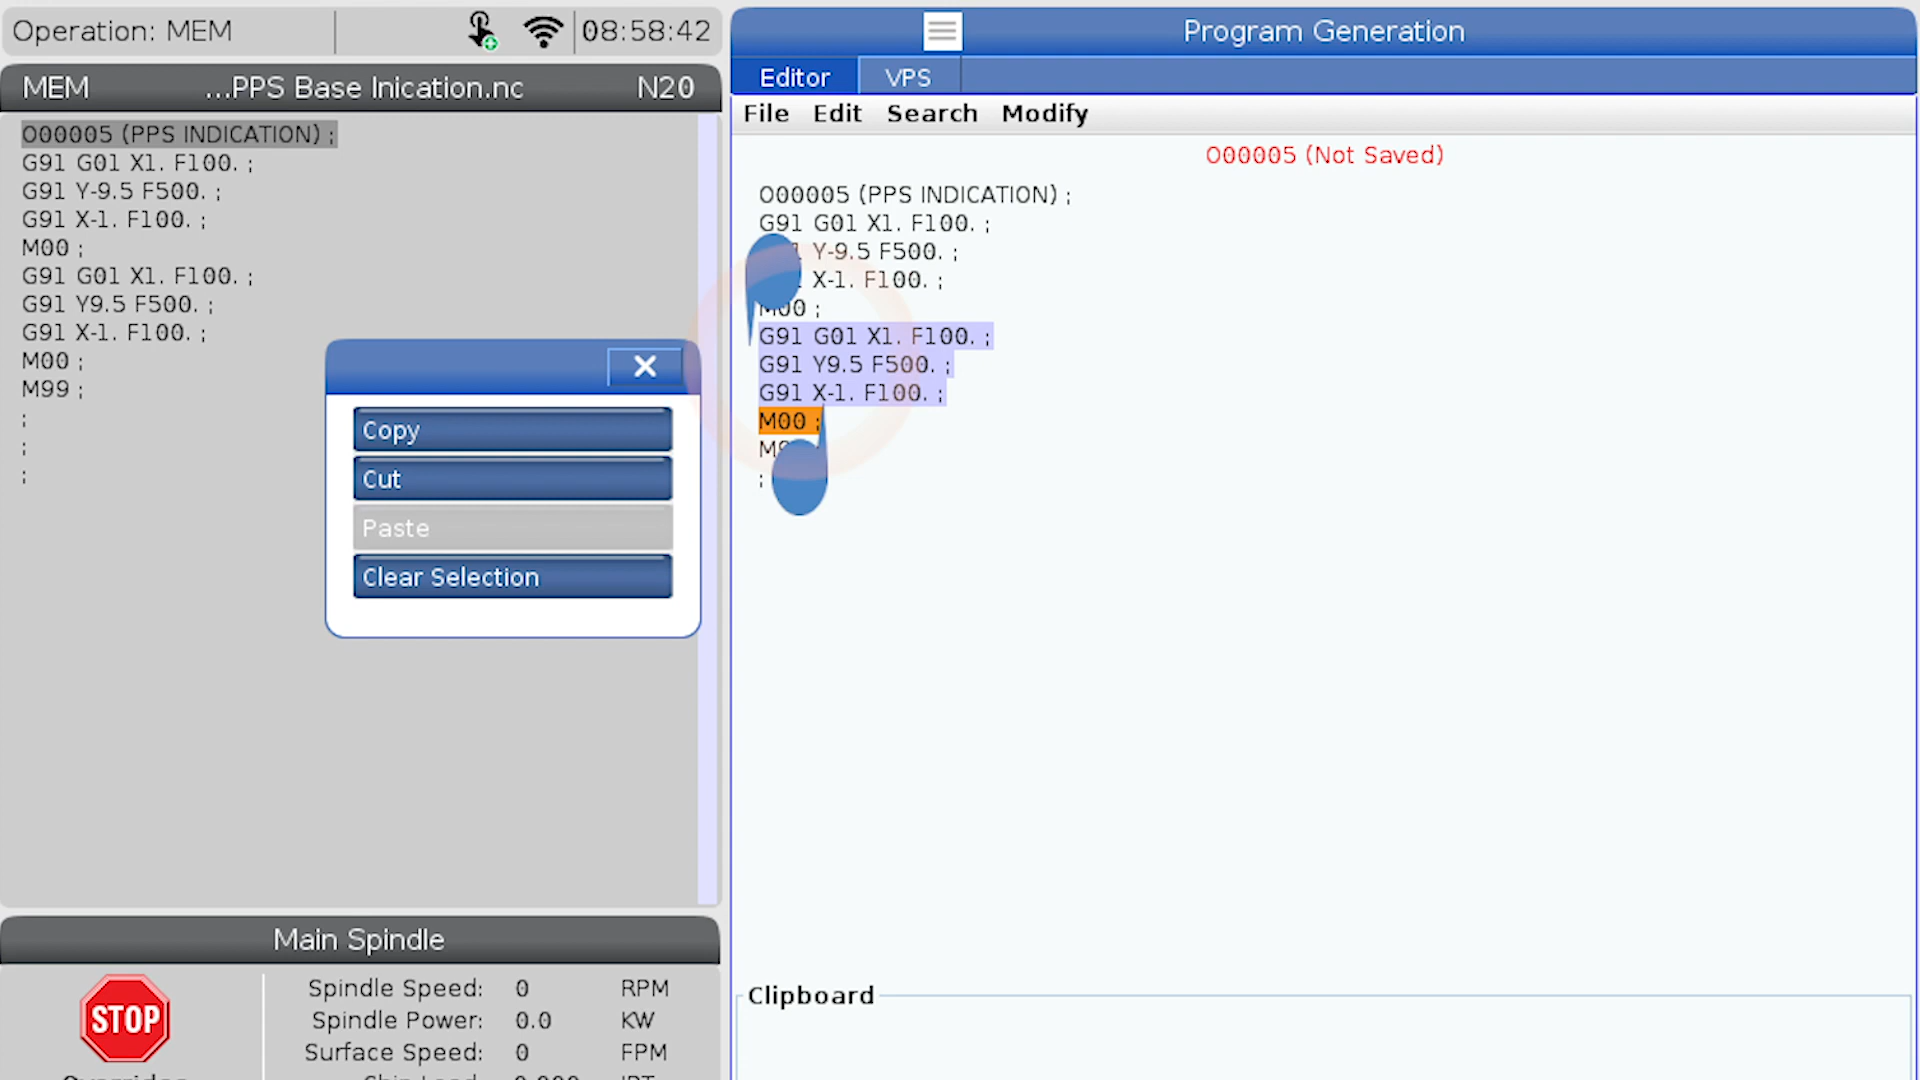 Operation: MEM
08:58:42
MEM
...PPS Base Inication.nc
N20
O00005 (PPS INDICATION) ;
G91 G01 X1. F100. ;
G91 Y-9.5 F500. ;
G91 X-1. F100. ;
M00 ;
G91 G01 X1. F100. ;
G91 Y9.5 F500. ;
G91 X-1. F100. ;
M00 ;
M99 ;
;
;
;
Copy
Cut
Paste
Clear Selection
Main Spindle
STOP
Spindle Speed: 0 RPM
Spindle Power: 0.0 KW
Surface Speed: 0 FPM
Program Generation
Editor
VPS
File Edit Search Modify
O00005 (Not Saved)
O00005 (PPS INDICATION) ;
G91 G01 X1. F100. ;
Y-9.5 F500. ;
X-1. F100. ;
M00 ;
G91 G01 X1. F100. ;
G91 Y9.5 F500. ;
G91 X-1. F100. ;
M00 ;
;
Clipboard